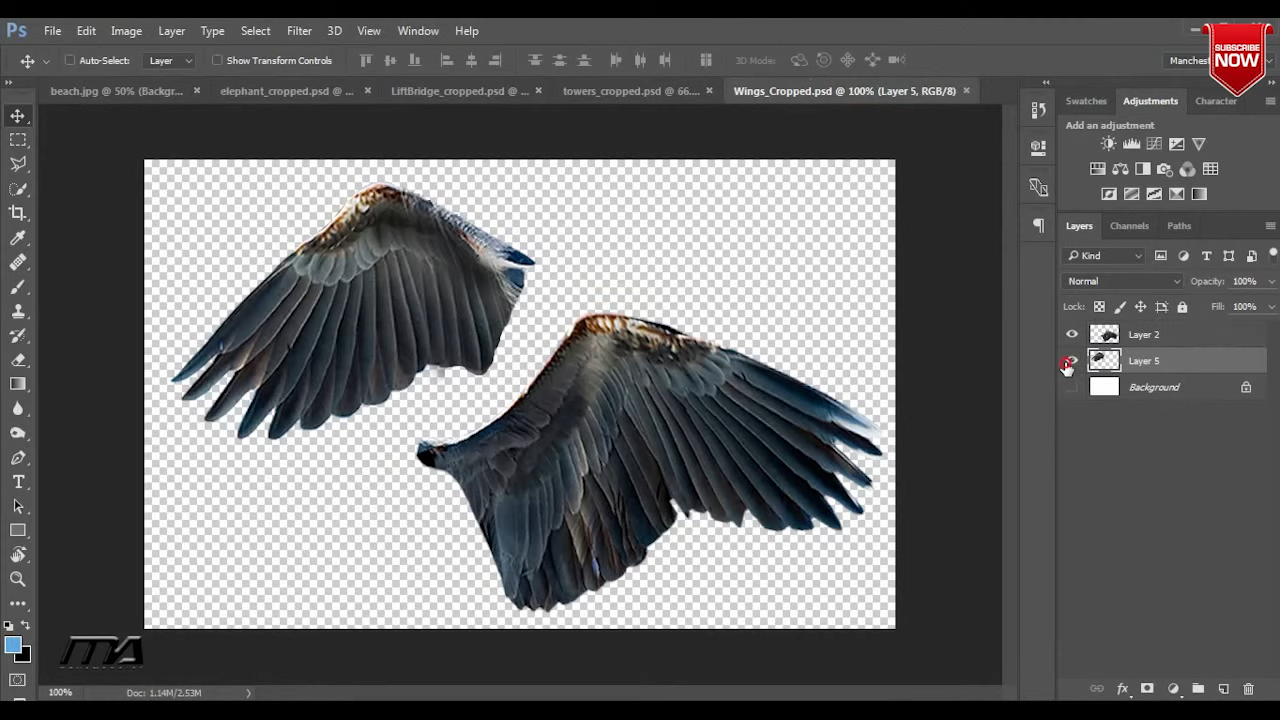 Ps File Edit Image Layer Type Select Filter 3D View Window Help
SUBSCRIBE
NOW
Auto-Select: Layer Show Transform Controls 3D Mode: Manchest
beach.jpg @ 50% (Backgr... × elephant_cropped.psd @ ... × LiftBridge_cropped.psd @ ... × towers_cropped.psd @ 66.... × Wings_Cropped.psd @ 100% (Layer 5, RGB/8) ×
Swatches Adjustments Character
Add an adjustment
Layers Channels Paths
Kind
Normal Opacity: 100%
Lock: Fill: 100%
Layer 2
Layer 5
Background
MA
100% Doc: 1.14M/2.53M